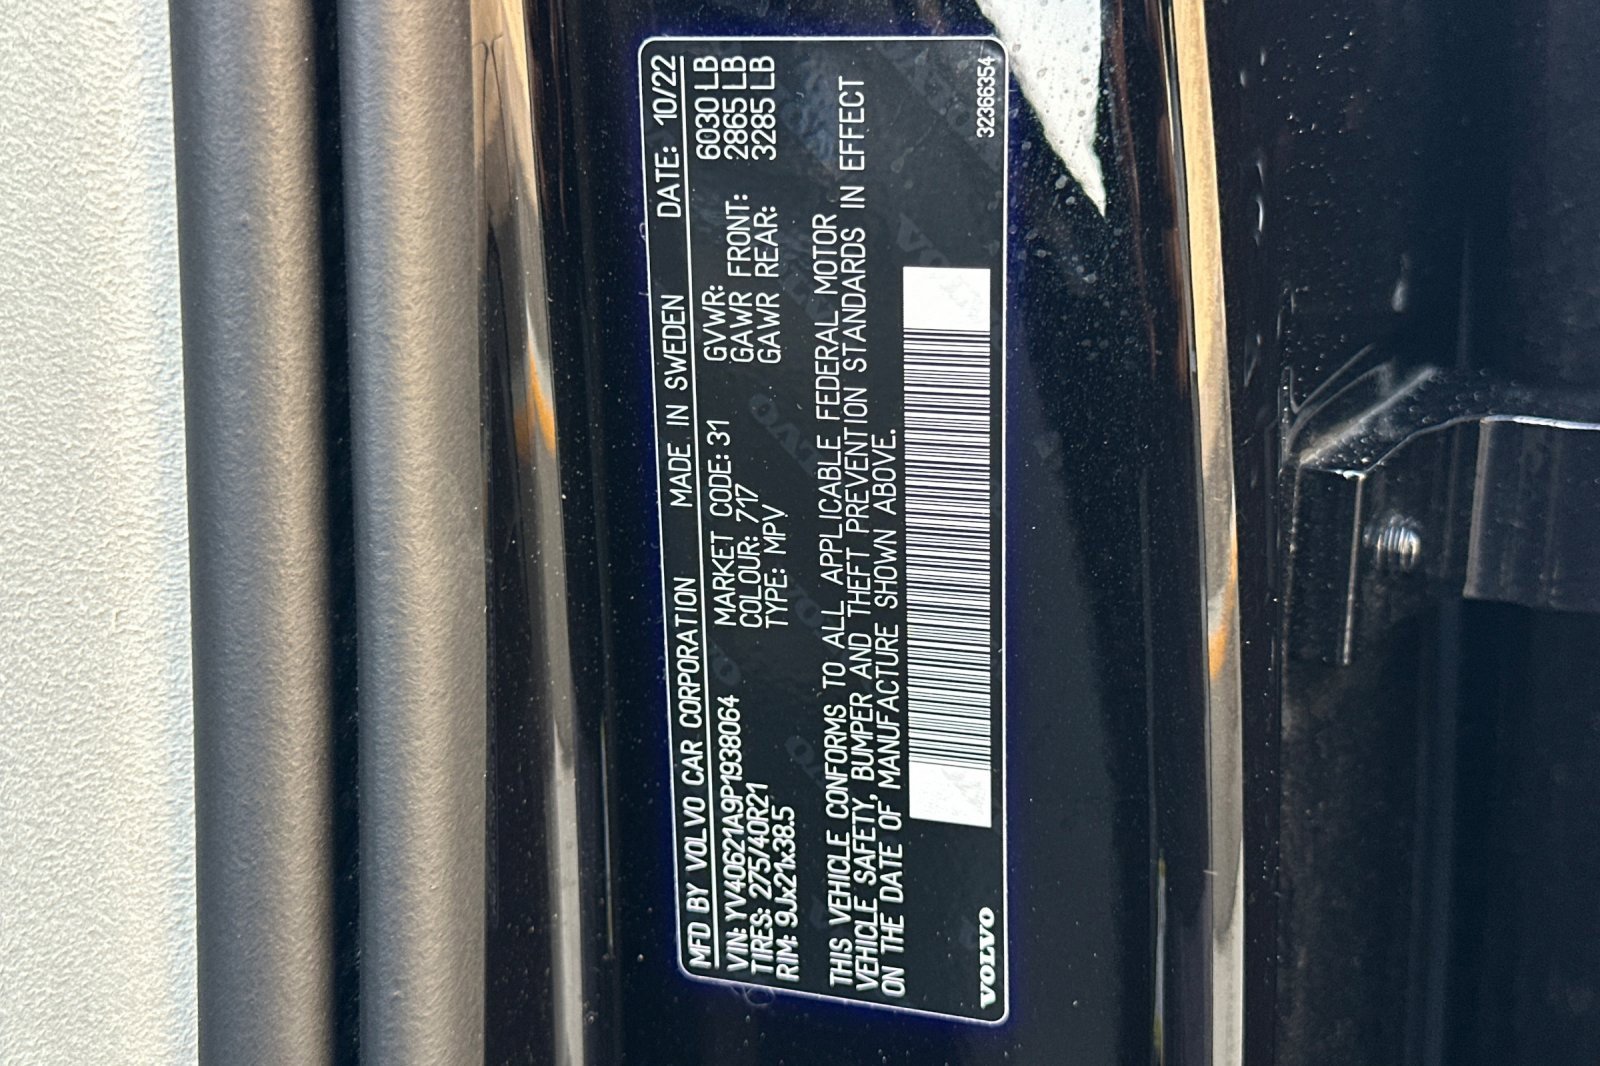 MFD BY VOLVO CAR CORPORATION MADE IN SWEDEN DATE: 10/22
VIN: YV4062L1A9P1938064 MARKET CODE: 31 GVWR: 6030 LB
TIRES: 275/40R21 COLOUR: 717 GAWR FRONT: 2865 LB
RIM: 9Jx21x38.5 TYPE: MPV GAWR REAR: 3285 LB
THIS VEHICLE CONFORMS TO ALL APPLICABLE FEDERAL MOTOR
VEHICLE SAFETY, BUMPER AND THEFT PREVENTION STANDARDS IN EFFECT
ON THE DATE OF MANUFACTURE SHOWN ABOVE.
VOLVO 32366354